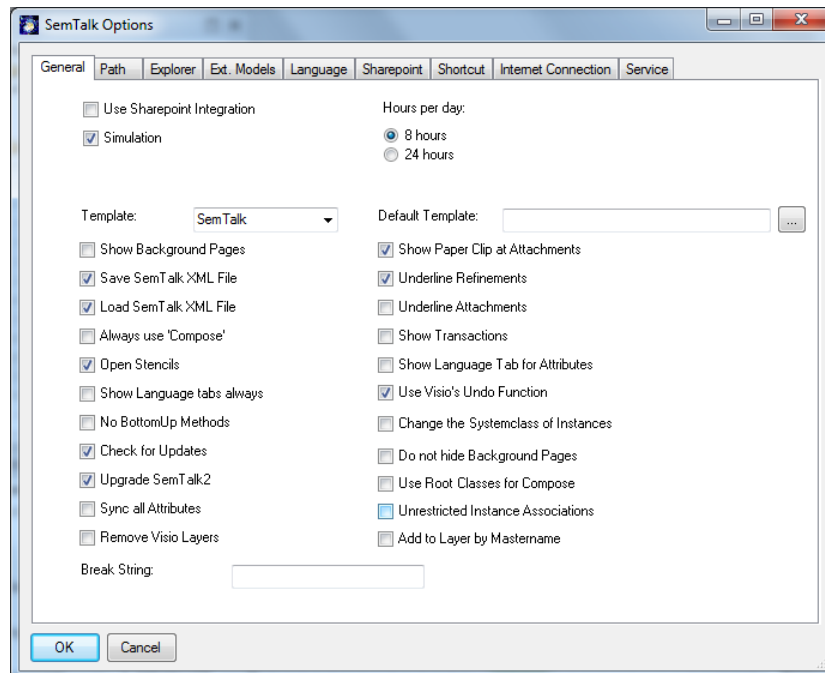 SemTalk Options
General Path Explorer Ext. Models Language Sharepoint Shortcut Internet Connection Service
Use Sharepoint Integration Hours per day:
Simulation 8 hours
24 hours
Template: SemTalk Default Template: ...
Show Background Pages Show Paper Clip at Attachments
Save SemTalk XML File Underline Refinements
Load SemTalk XML File Underline Attachments
Always use 'Compose' Show Transactions
Open Stencils Show Language Tab for Attributes
Show Language tabs always Use Visio's Undo Function
No BottomUp Methods Change the Systemclass of Instances
Check for Updates Do not hide Background Pages
Upgrade SemTalk2 Use Root Classes for Compose
Sync all Attributes Unrestricted Instance Associations
Remove Visio Layers Add to Layer by Mastername
Break String:
OK Cancel